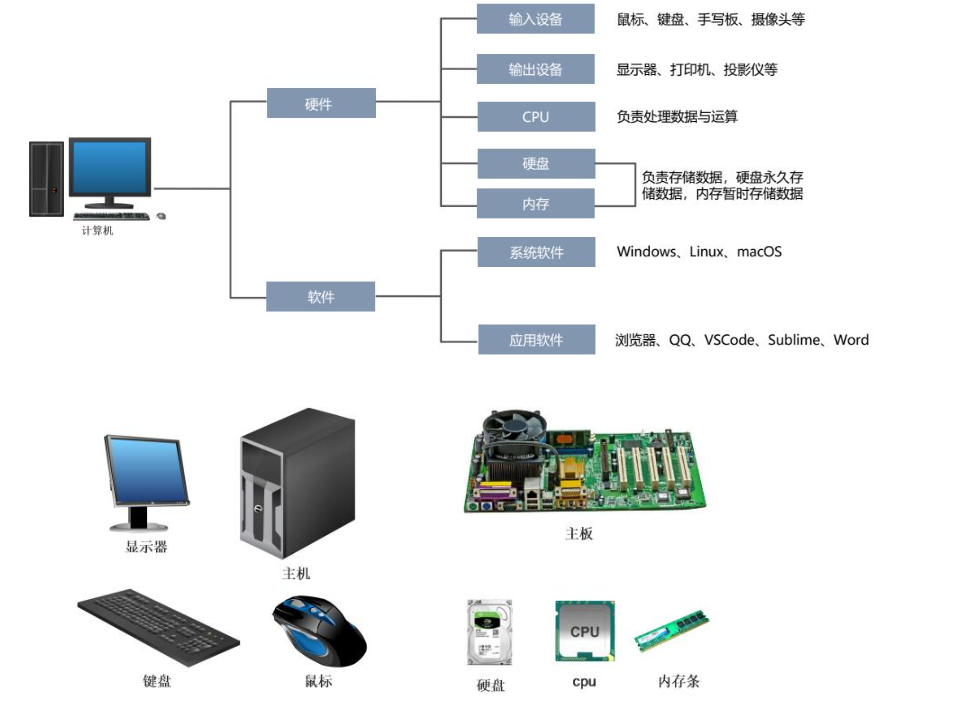 输入设备
鼠标、键盘、手写板、摄像头等
输出设备
显示器、打印机、投影仪等
硬件
CPU
负责处理数据与运算
硬盘
负责存储数据，硬盘永久存
储数据，内存暂时存储数据
内存
计算机
系统软件
Windows、Linux、macOS
软件
应用软件
浏览器、QQ、VSCode、Sublime、Word
显示器
主机
主板
键盘
鼠标
硬盘
CPU
cpu
内存条